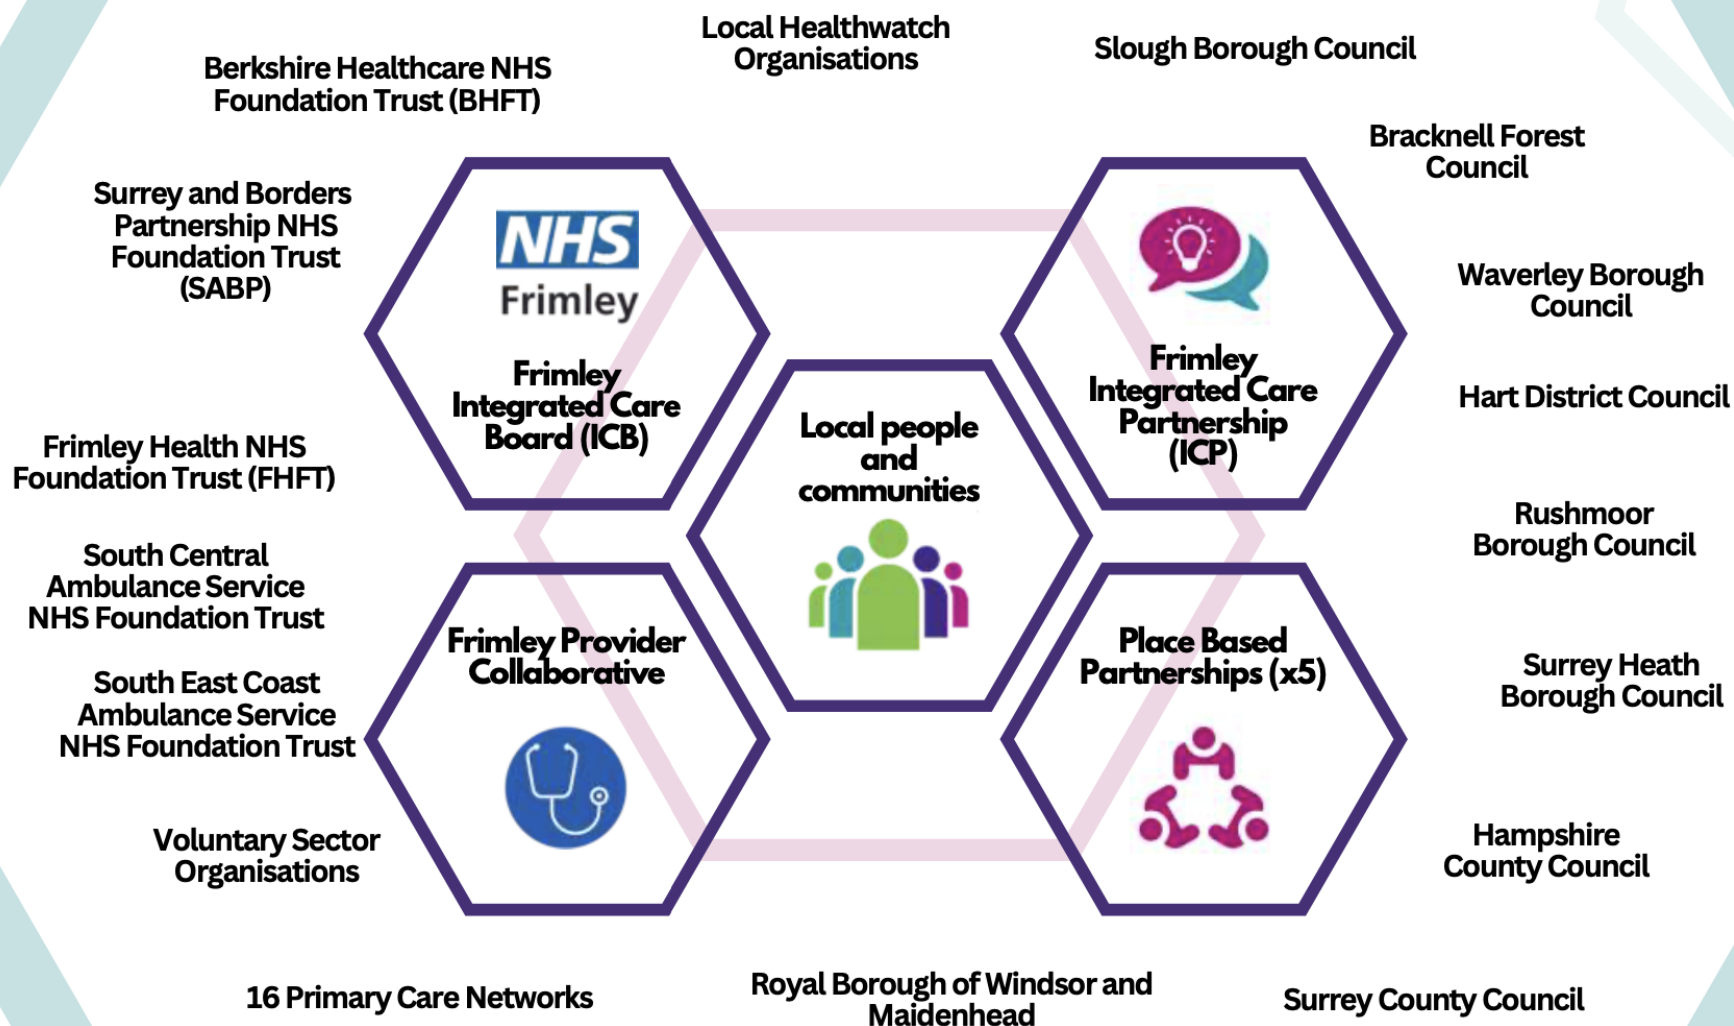 Local Healthwatch
Organisations
Slough Borough Council
Berkshire Healthcare NHS
Foundation Trust (BHFT)
Bracknell Forest
Council
Surrey and Borders
Partnership NHS
Foundation Trust
(SABP)
NHS
Frimley
Frimley
Integrated Care
Board (ICB)
Frimley
Integrated Care
Partnership
(ICP)
Waverley Borough
Council
Hart District Council
Local people
and
communities
Frimley Health NHS
Foundation Trust (FHFT)
Rushmoor
Borough Council
South Central
Ambulance Service
NHS Foundation Trust
Frimley Provider
Collaborative
Place Based
Partnerships (x5)
Surrey Heath
Borough Council
South East Coast
Ambulance Service
NHS Foundation Trust
Voluntary Sector
Organisations
Hampshire
County Council
16 Primary Care Networks
Royal Borough of Windsor and
Maidenhead
Surrey County Council